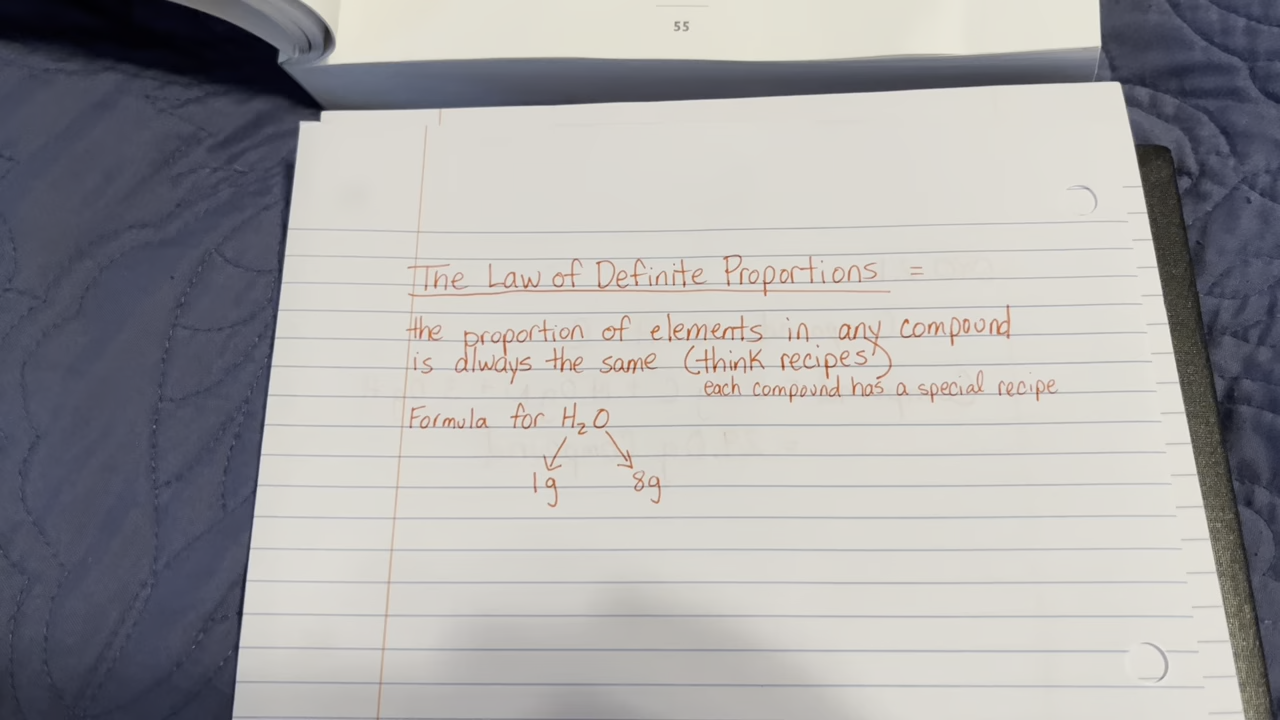 55
The Law of Definite Proportions =
the proportion of elements in any compound
is always the same (think recipes!)
each compound has a special recipe
Formula for H₂O
1g 8g